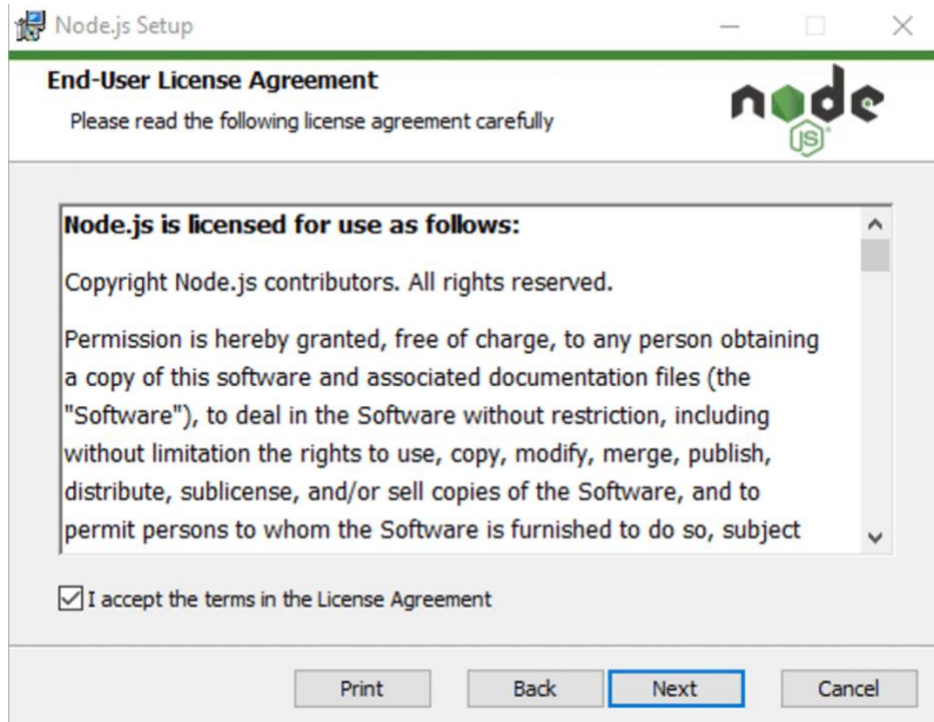 Node.js Setup
End-User License Agreement
Please read the following license agreement carefully
node
JS
Node.js is licensed for use as follows:
Copyright Node.js contributors. All rights reserved.
Permission is hereby granted, free of charge, to any person obtaining
a copy of this software and associated documentation files (the
"Software"), to deal in the Software without restriction, including
without limitation the rights to use, copy, modify, merge, publish,
distribute, sublicense, and/or sell copies of the Software, and to
permit persons to whom the Software is furnished to do so, subject
I accept the terms in the License Agreement
Print Back Next Cancel